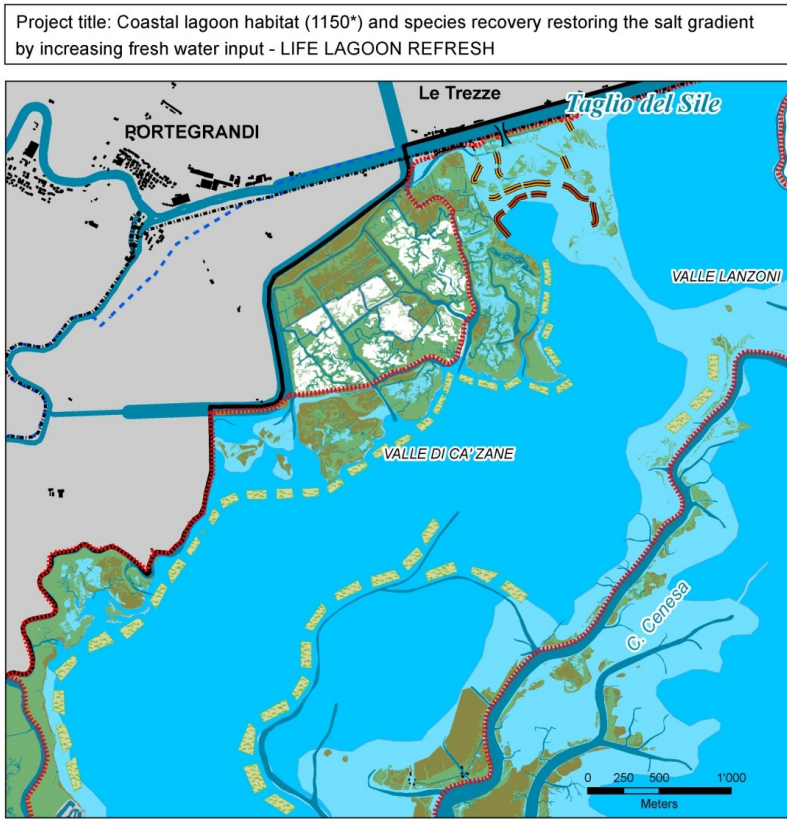 Project title: Coastal lagoon habitat (1150*) and species recovery restoring the salt gradient
by increasing fresh water input - LIFE LAGOON REFRESH
Le Trezze
Taglio del Sile
PORTEGRANDI
VALLE LANZONI
VALLE DI CA' ZANE
C. Cenesa
0 250 500 1'000
Meters